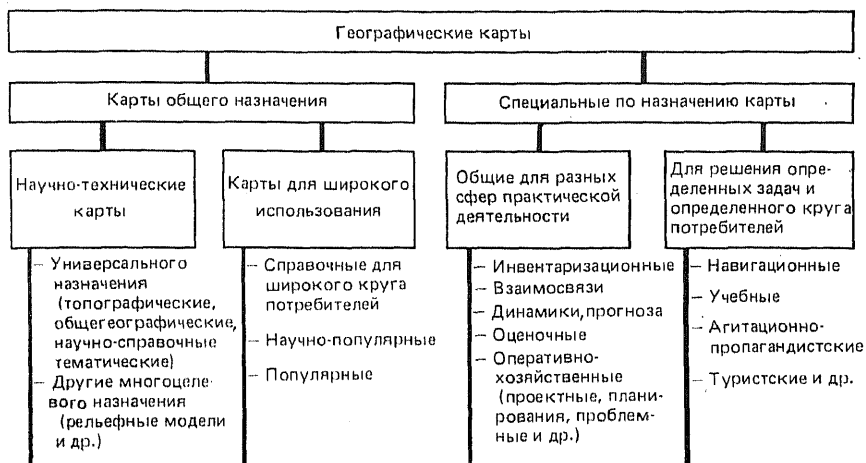 Географические карты
Карты общего назначения
Специальные по назначению карты
Научно-технические
карты
Карты для широкого
использования
Общие для разных
сфер практической
деятельности
Для решения опре-
деленных задач и
определенного круга
потребителей
— Универсального
назначения
(топографические,
общегеографические,
научно-справочные
тематические)
— Другие многоцеле-
вого назначения
(рельефные модели
и др.)
— Справочные для
широкого круга
потребителей
— Научно-популярные
— Популярные
— Инвентаризационные
— Взаимосвязи
— Динамики, прогноза
— Оценочные
— Оперативно-
хозяйственные
(проектные, плани-
рования, проблем-
ные и др.)
— Навигационные
— Учебные
— Агитационно-
пропагандистские
— Туристские и др.